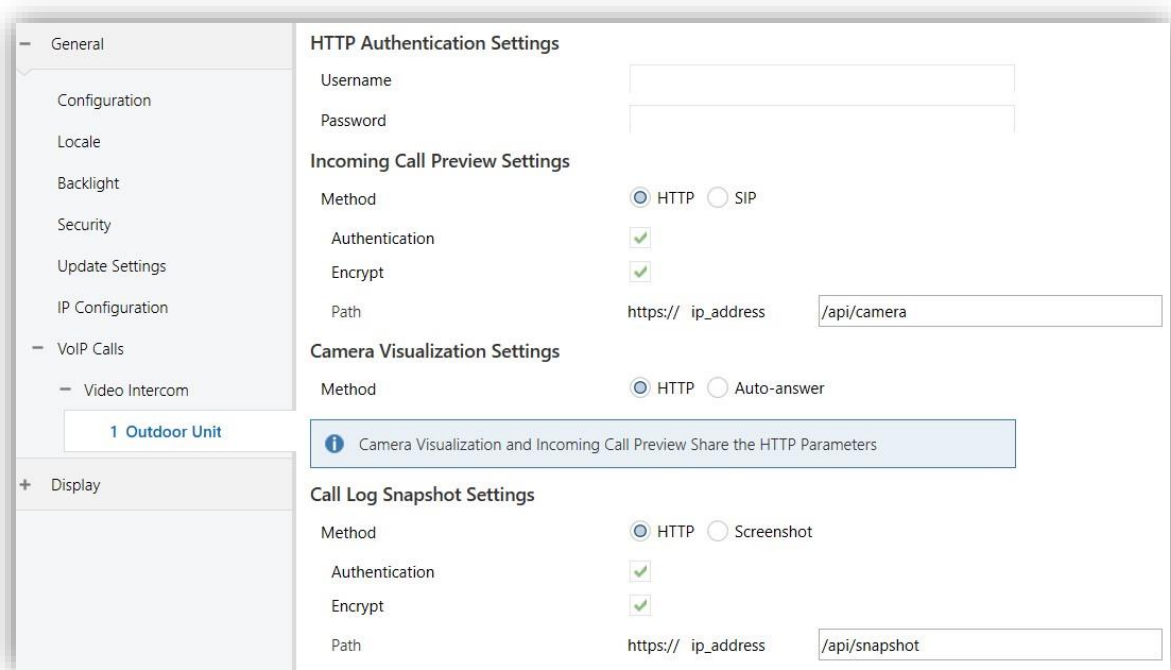 General
Configuration
Locale
Backlight
Security
Update Settings
IP Configuration
VoIP Calls
Video Intercom
1 Outdoor Unit
Display
HTTP Authentication Settings
Username
Password
Incoming Call Preview Settings
Method HTTP SIP
Authentication
Encrypt
Path https:// ip_address /api/camera
Camera Visualization Settings
Method HTTP Auto-answer
Camera Visualization and Incoming Call Preview Share the HTTP Parameters
Call Log Snapshot Settings
Method HTTP Screenshot
Authentication
Encrypt
Path https:// ip_address /api/snapshot